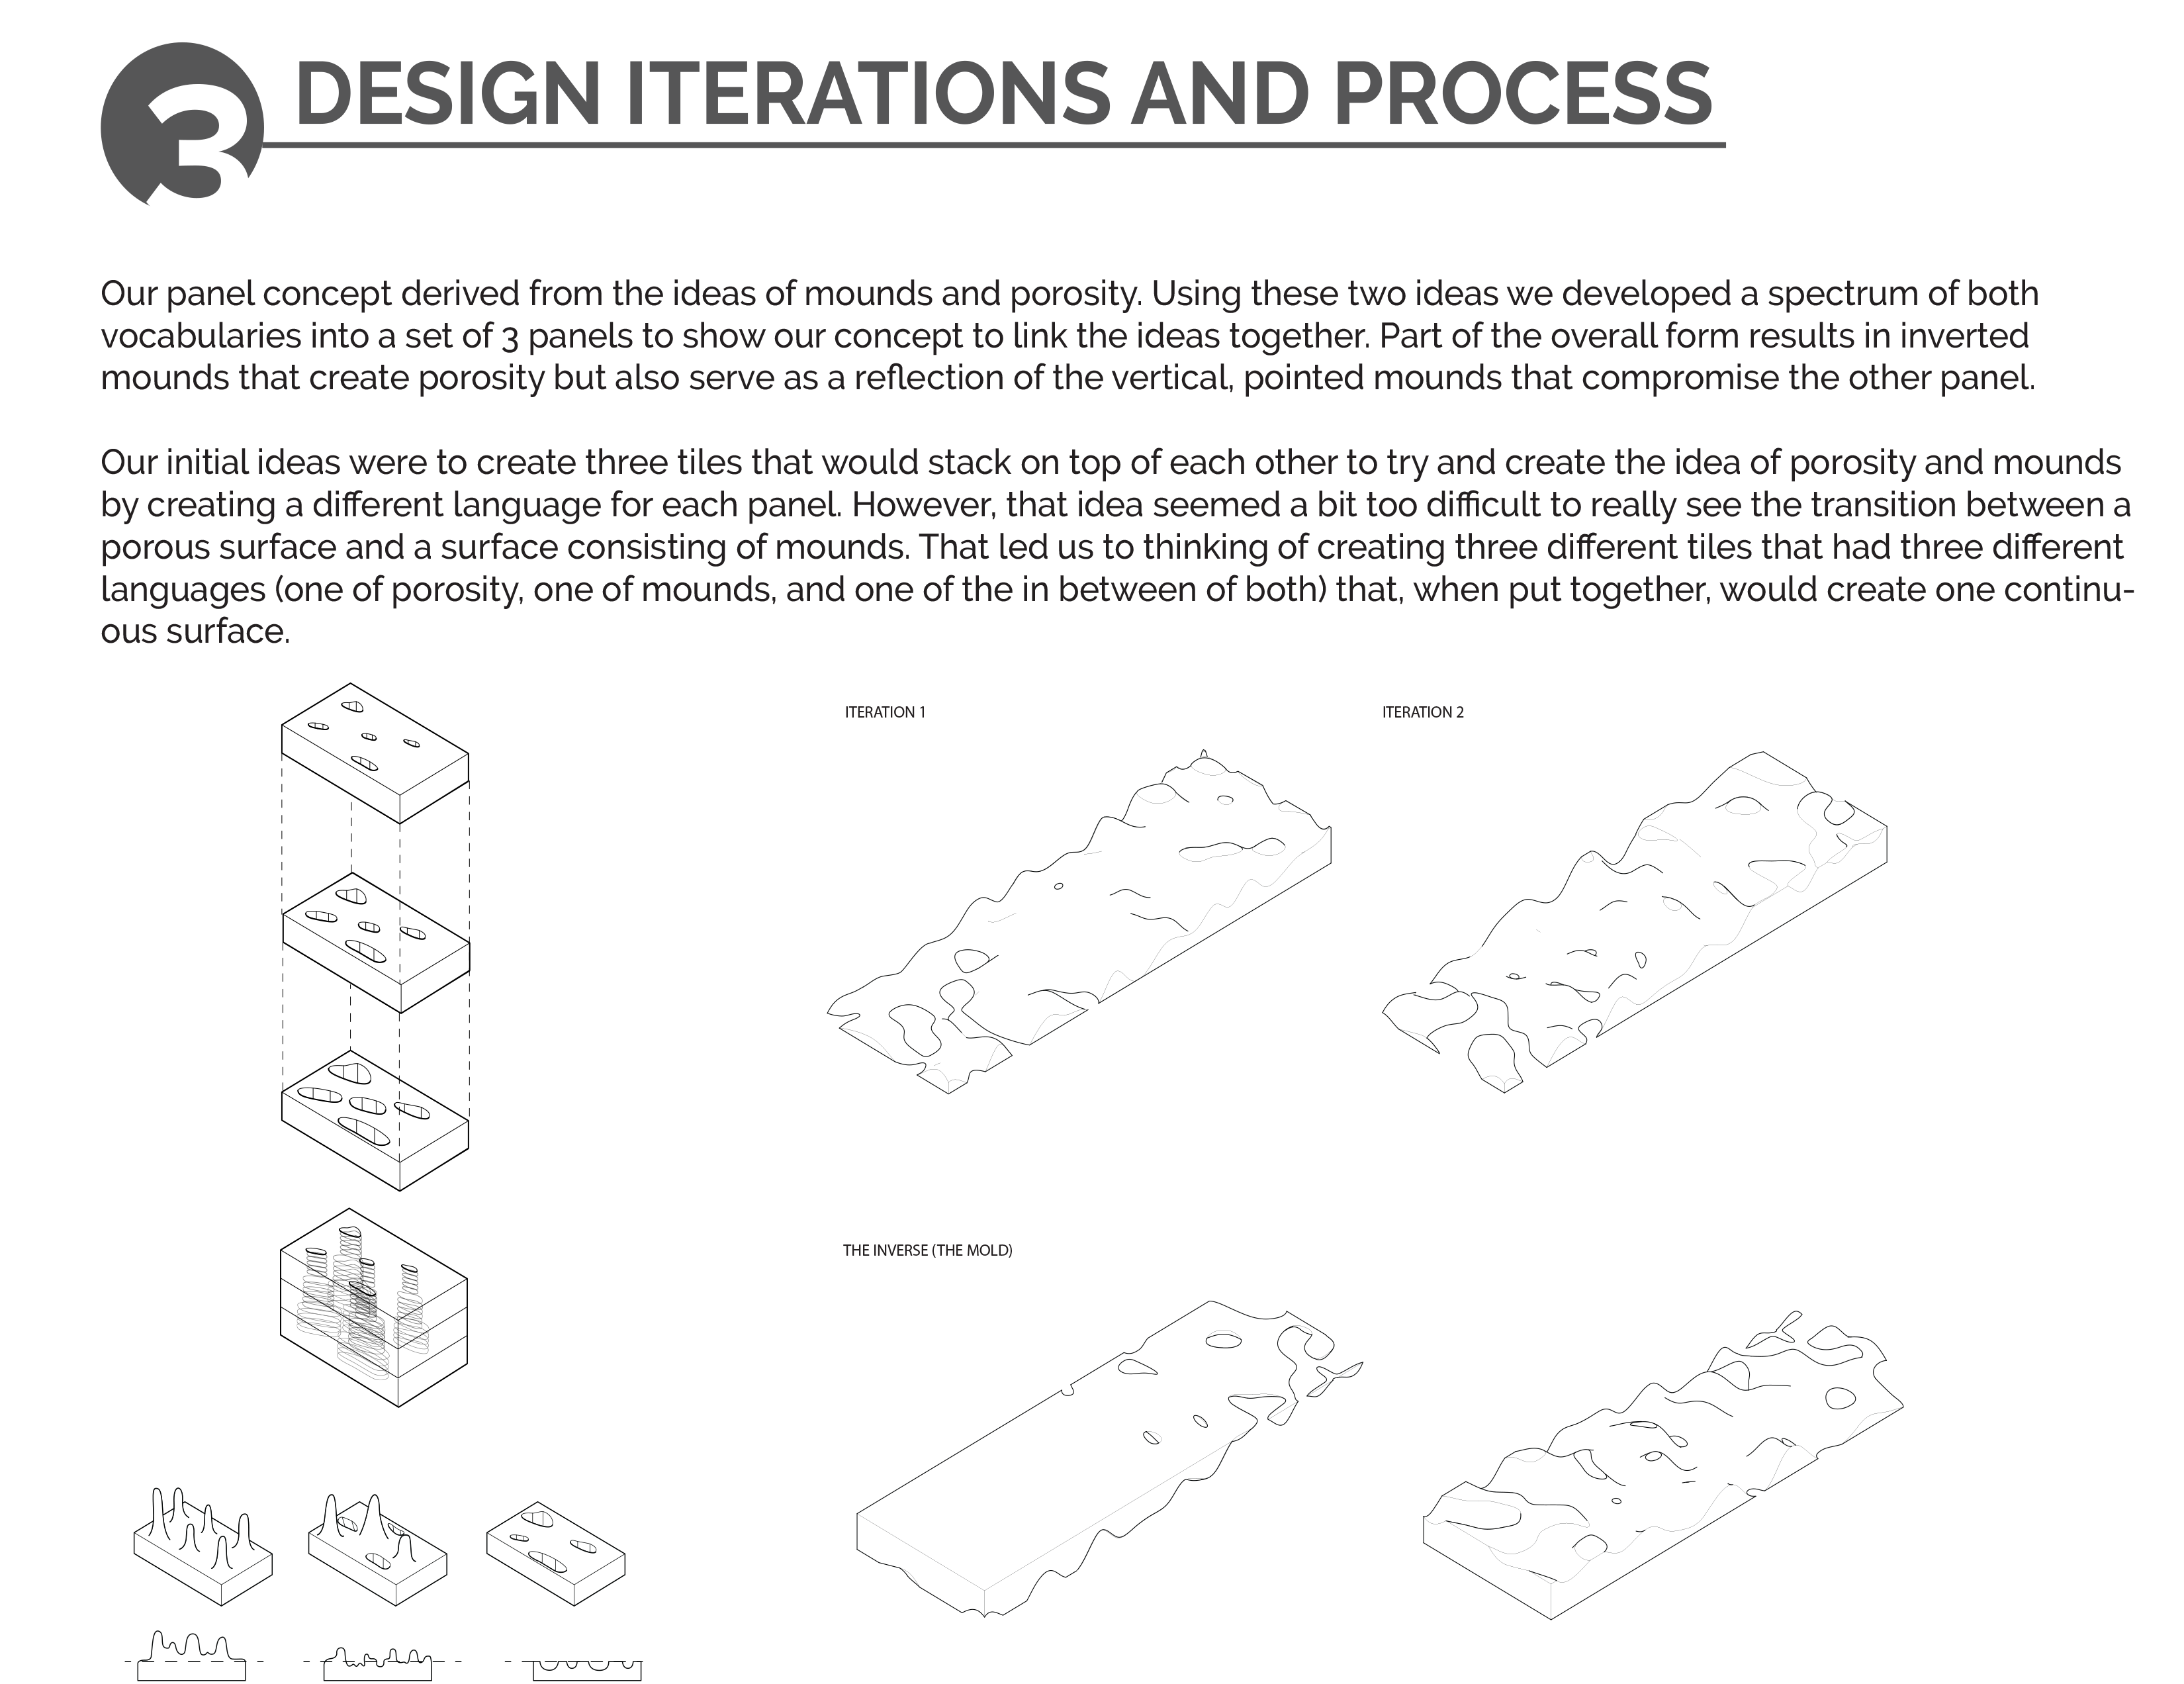 3
DESIGN ITERATIONS AND PROCESS
Our panel concept derived from the ideas of mounds and porosity. Using these two ideas we developed a spectrum of both
vocabularies into a set of 3 panels to show our concept to link the ideas together. Part of the overall form results in inverted
mounds that create porosity but also serve as a reflection of the vertical, pointed mounds that compromise the other panel.
Our initial ideas were to create three tiles that would stack on top of each other to try and create the idea of porosity and mounds
by creating a different language for each panel. However, that idea seemed a bit too difficult to really see the transition between a
porous surface and a surface consisting of mounds. That led us to thinking of creating three different tiles that had three different
languages (one of porosity, one of mounds, and one of the in between of both) that, when put together, would create one continu-
ous surface.
ITERATION 1
ITERATION 2
THE INVERSE (THE MOLD)